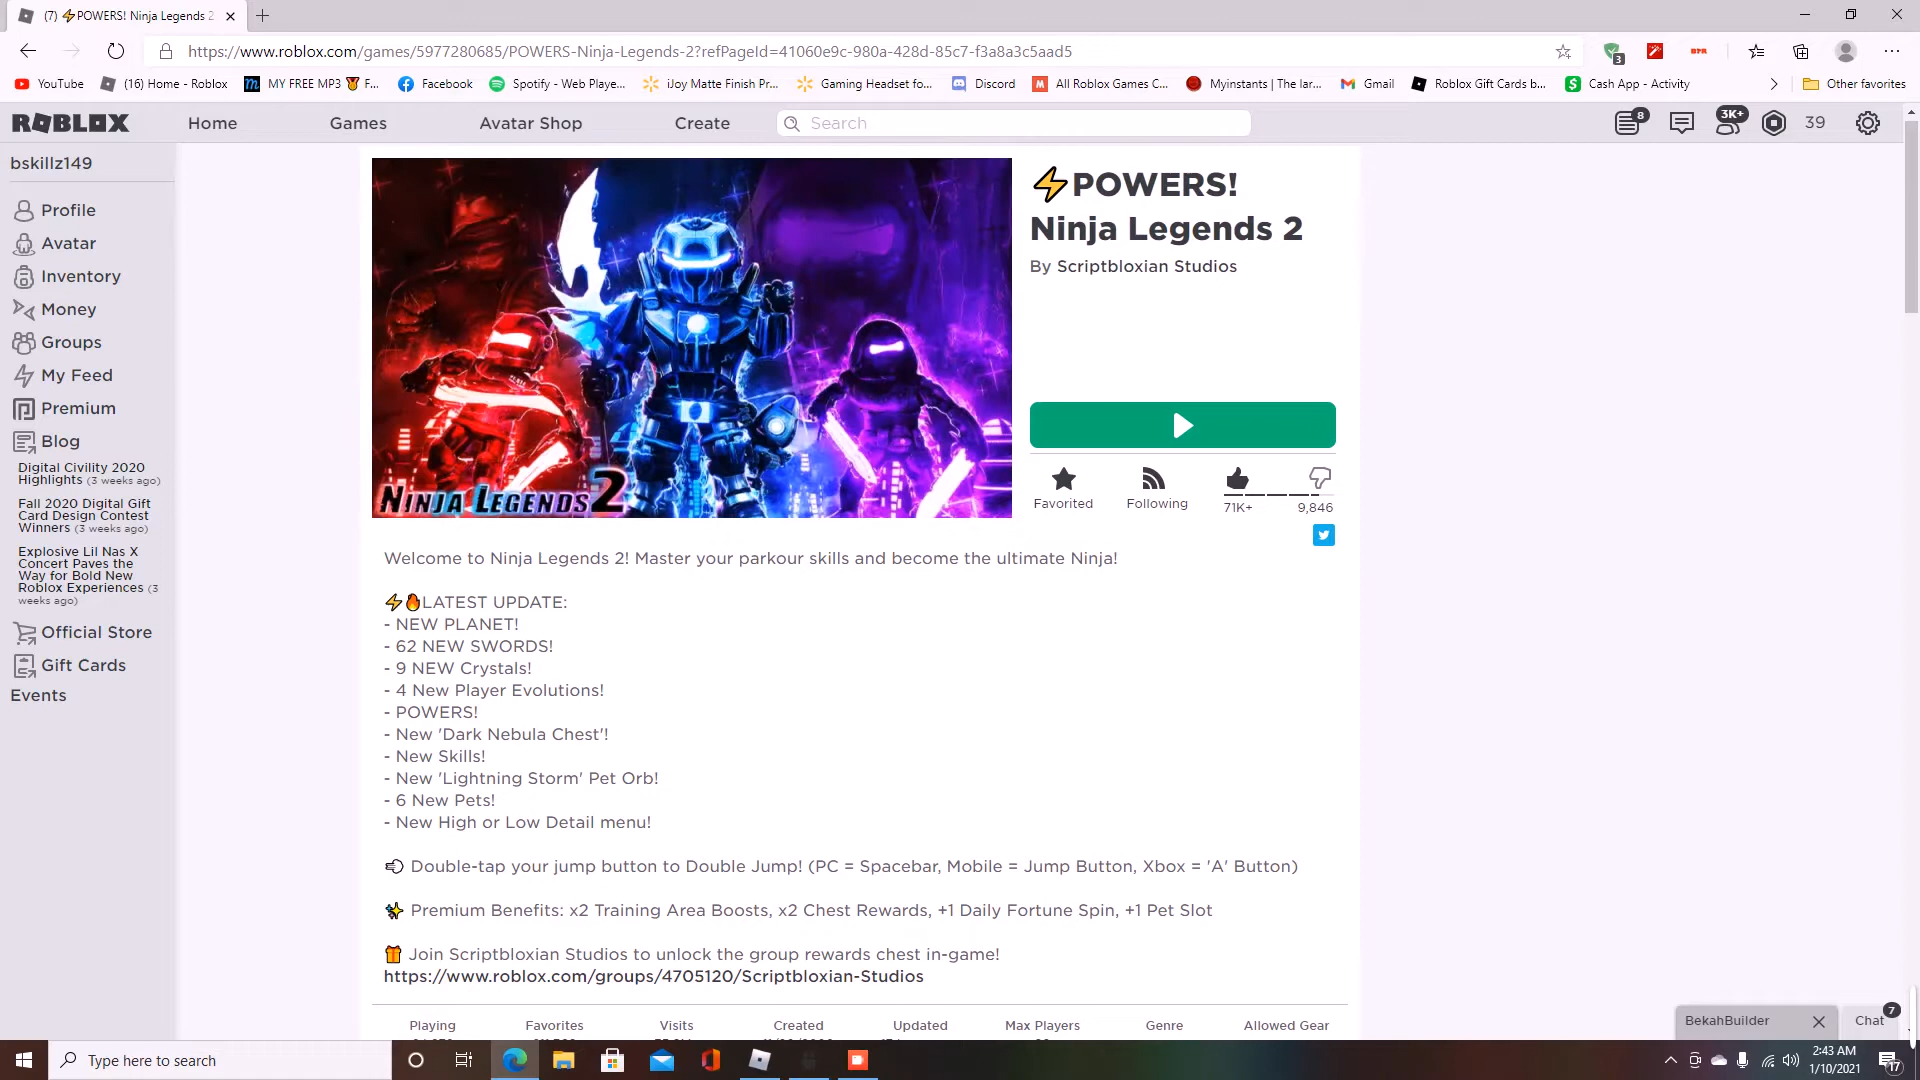 (7) ⚡POWERS! Ninja Legends 2
https://www.roblox.com/games/5977280685/POWERS-Ninja-Legends-2?refPageId=41060e9c-980a-428d-85c7-f3a8a3c5aad5
3
YouTube
(16) Home - Roblox
MY FREE MP3 🏅 F...
Facebook
Spotify - Web Playe...
iJoy Matte Finish Pr...
Gaming Headset fo...
Discord
All Roblox Games C...
Myinstants | The lar...
Gmail
Roblox Gift Cards b...
Cash App - Activity
Other favorites
ROBLOX
Home
Games
Avatar Shop
Create
Search
8
3K+
39
bskillz149
Profile
Avatar
Inventory
Money
Groups
My Feed
Premium
Blog
Digital Civility 2020
Highlights (3 weeks ago)
Fall 2020 Digital Gift
Card Design Contest
Winners (3 weeks ago)
Explosive Lil Nas X
Concert Paves the
Way for Bold New
Roblox Experiences (3
weeks ago)
Official Store
Gift Cards
Events
NINJA LEGENDS 2
⚡POWERS!
Ninja Legends 2
By Scriptbloxian Studios
Favorited
Following
71K+
9,846
Welcome to Ninja Legends 2! Master your parkour skills and become the ultimate Ninja!
⚡🔥LATEST UPDATE:
- NEW PLANET!
- 62 NEW SWORDS!
- 9 NEW Crystals!
- 4 New Player Evolutions!
- POWERS!
- New 'Dark Nebula Chest'!
- New Skills!
- New 'Lightning Storm' Pet Orb!
- 6 New Pets!
- New High or Low Detail menu!
💨 Double-tap your jump button to Double Jump! (PC = Spacebar, Mobile = Jump Button, Xbox = 'A' Button)
✨ Premium Benefits: x2 Training Area Boosts, x2 Chest Rewards, +1 Daily Fortune Spin, +1 Pet Slot
🎁 Join Scriptbloxian Studios to unlock the group rewards chest in-game!
https://www.roblox.com/groups/4705120/Scriptbloxian-Studios
Playing
Favorites
Visits
Created
Updated
Max Players
Genre
Allowed Gear
BekahBuilder
Chat
7
Type here to search
2:43 AM
1/10/2021
17